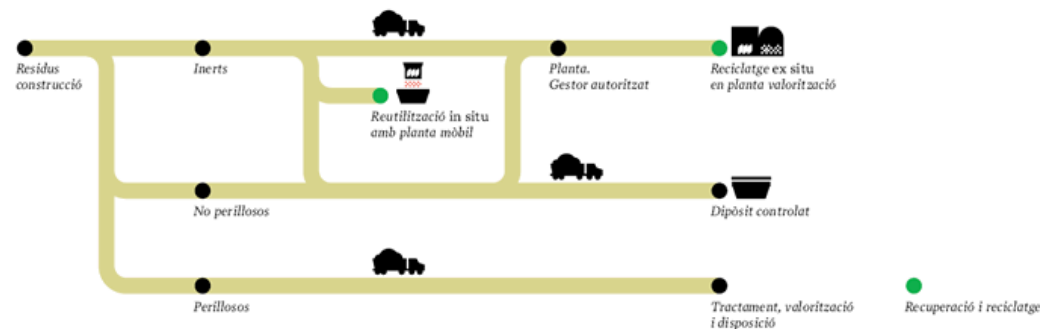 Residus
construcció
Inerts
Planta.
Gestor autoritzat
Reciclatge ex situ
en planta valorització
Reutilització in situ
amb planta mòbil
No perillosos
Dipòsit controlat
Perillosos
Tractament, valorització
i disposició
Recuperació i reciclatge